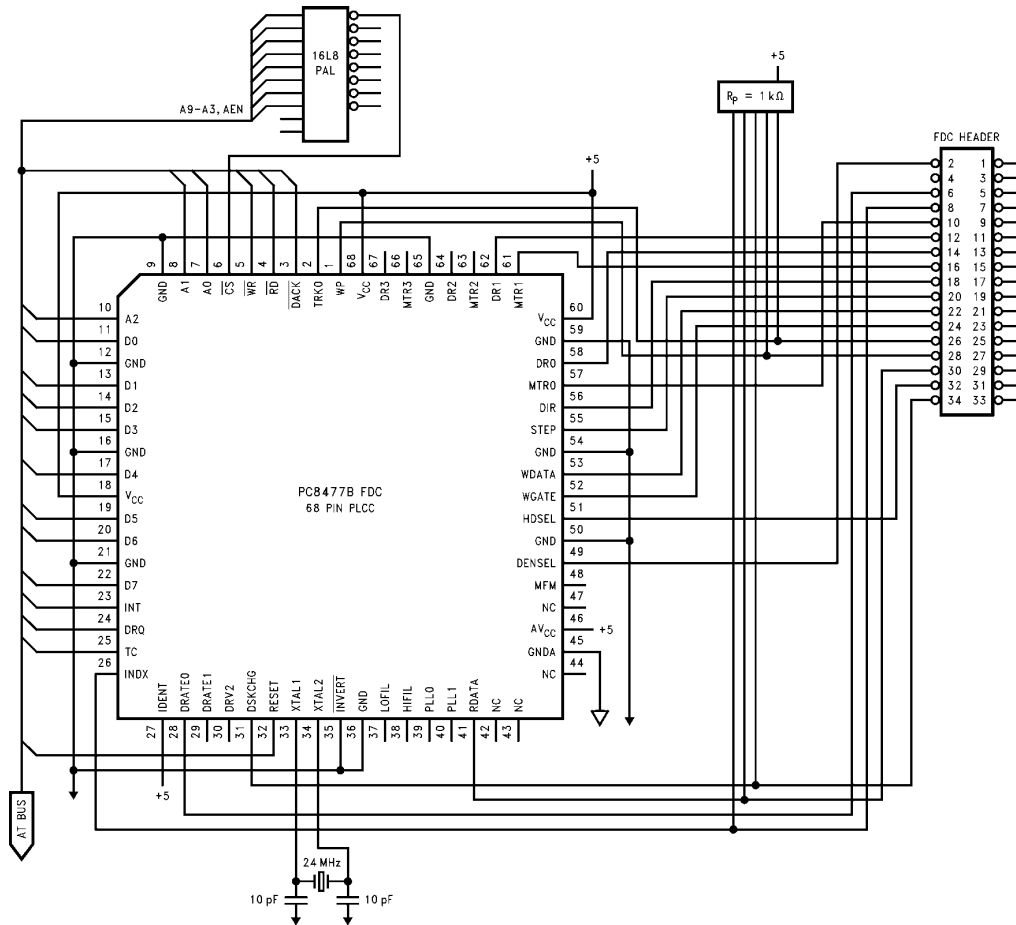 16L8
PAL
A9-A3, AEN
+5
Rp = 1 kΩ
+5
FDC HEADER
2 1
4 3
6 5
8 7
10 9
12 11
14 13
16 15
18 17
20 19
22 21
24 23
26 25
28 27
30 29
32 31
34 33
9 8 7 6 5 4 3 2 1 68 67 66 65 64 63 62 61
GND A1 A0 CS WR RD DACK TRK0 WP VCC DR3 MTR3 GND DR2 MTR2 DR1 MTR1
10 A2
11 D0
12 GND
13 D1
14 D2
15 D3
16 GND
17 D4
18 VCC
19 D5
20 D6
21 GND
22 D7
23 INT
24 DRQ
25 TC
26 INDX
PC8477B FDC
68 PIN PLCC
VCC 60
GND 59
DR0 58
MTR0 57
DIR 56
STEP 55
GND 54
WDATA 53
WGATE 52
HDSEL 51
GND 50
DENSEL 49
MFM 48
NC 47
AVCC 46 +5
GNDA 45
NC 44
IDENT DRATE0 DRATE1 DRV2 DSKCHG RESET XTAL1 XTAL2 INVERT GND LOFIL HIFIL PLL0 PLL1 RDATA NC NC
27 28 29 30 31 32 33 34 35 36 37 38 39 40 41 42 43
+5
AT BUS
24 MHz
10 pF
10 pF